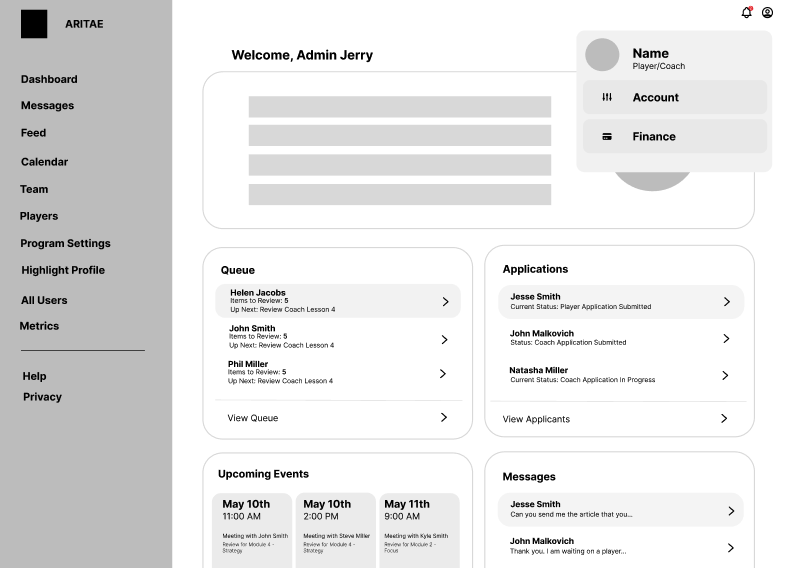 ARITAE
Dashboard
Messages
Feed
Calendar
Team
Players
Program Settings
Highlight Profile
All Users
Metrics
Help
Privacy
Welcome, Admin Jerry
Name
Player/Coach
Account
Finance
Queue
Helen Jacobs
Items to Review: 5
Up Next: Review Coach Lesson 4
John Smith
Items to Review: 5
Up Next: Review Coach Lesson 4
Phil Miller
Items to Review: 5
Up Next: Review Coach Lesson 4
View Queue
Applications
Jesse Smith
Current Status: Player Application Submitted
John Malkovich
Status: Coach Application Submitted
Natasha Miller
Current Status: Coach Application In Progress
View Applicants
Upcoming Events
May 10th
11:00 AM
Meeting with John Smith
Review for Module 4 -
Strategy
May 10th
2:00 PM
Meeting with Steve Miller
Review for Module 4 -
Strategy
May 11th
9:00 AM
Meeting with Kyle Smith
Review for Module 2 -
Focus
Messages
Jesse Smith
Can you send me the article that you...
John Malkovich
Thank you. I am waiting on a player...